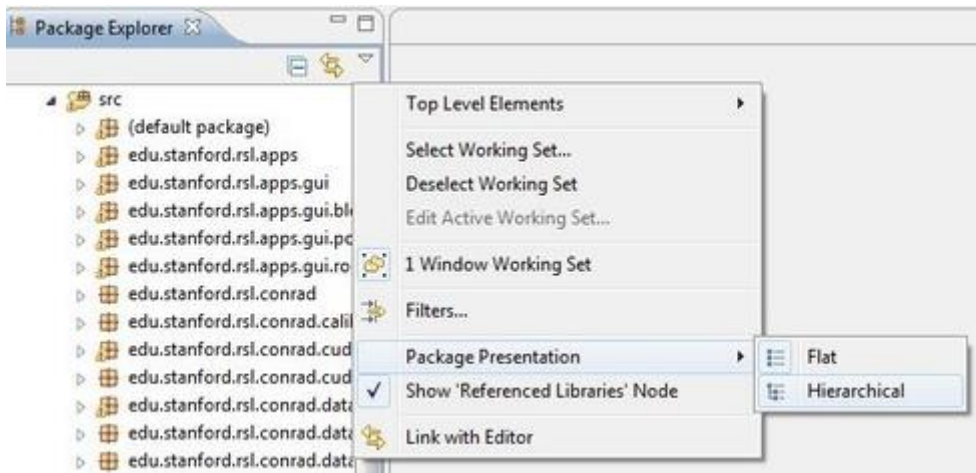 Package Explorer
src
(default package)
edu.stanford.rsl.apps
edu.stanford.rsl.apps.gui
edu.stanford.rsl.apps.gui.bl
edu.stanford.rsl.apps.gui.po
edu.stanford.rsl.apps.gui.ro
edu.stanford.rsl.conrad
edu.stanford.rsl.conrad.cali
edu.stanford.rsl.conrad.cud
edu.stanford.rsl.conrad.cud
edu.stanford.rsl.conrad.data
edu.stanford.rsl.conrad.data
edu.stanford.rsl.conrad.data
Top Level Elements
Select Working Set...
Deselect Working Set
Edit Active Working Set...
1 Window Working Set
Filters...
Package Presentation
Show 'Referenced Libraries' Node
Link with Editor
Flat
Hierarchical